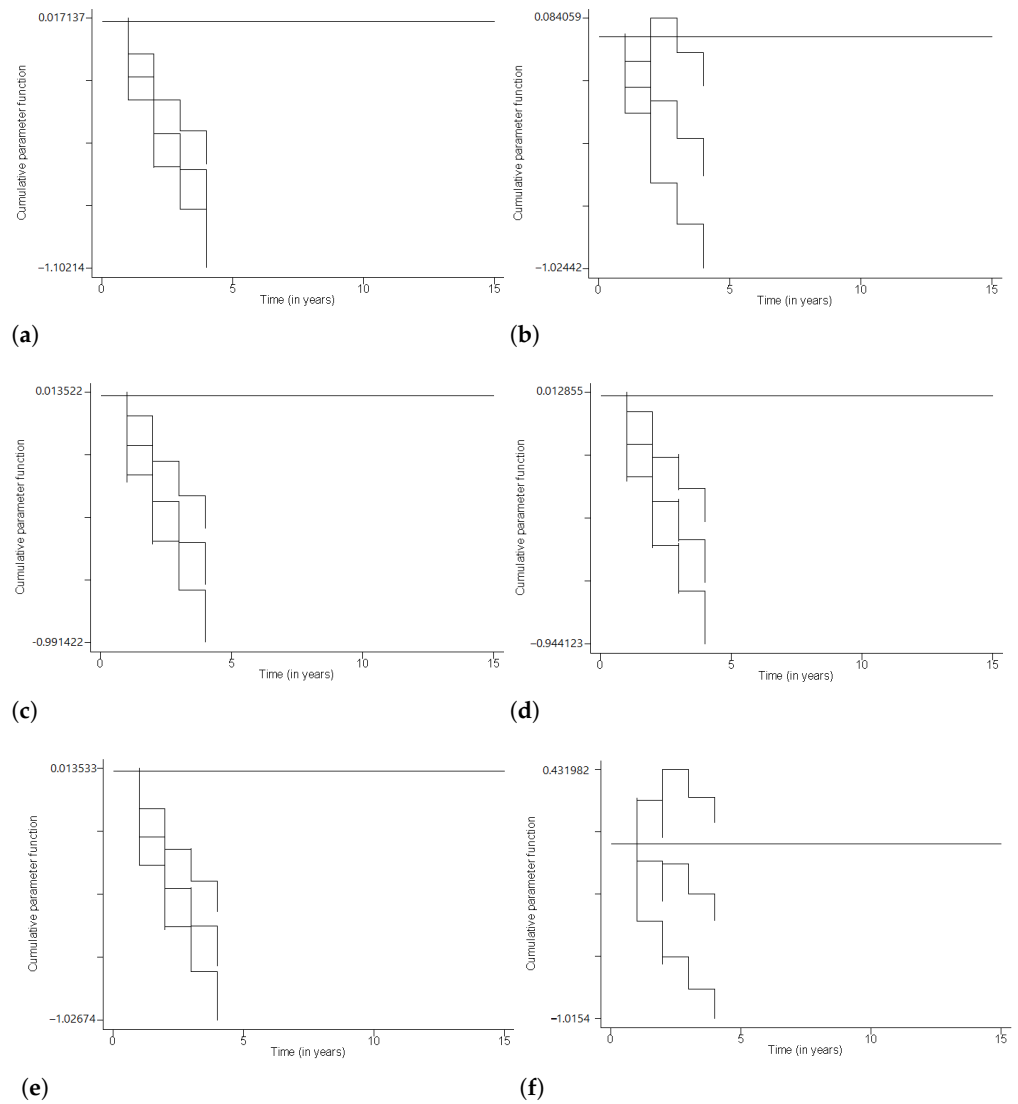 0.017137
Cumulative parameter function
−1.10214
0 5 10 15
Time (in years)
(a)
0.084059
Cumulative parameter function
−1.02442
0 5 10 15
Time (in years)
(b)
0.013522
Cumulative parameter function
-0.991422
0 5 10 15
Time (in years)
(c)
0.012855
Cumulative parameter function
−0.944123
0 5 10 15
Time (in years)
(d)
0.013533
Cumulative parameter function
−1.02674
0 5 10 15
Time (in years)
(e)
0.431982
Cumulative parameter function
−1.0154
0 5 10 15
Time (in years)
(f)